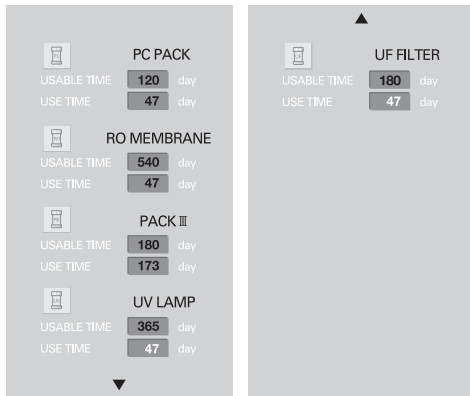 PC PACK
USABLE TIME 120 day
USE TIME 47 day
RO MEMBRANE
USABLE TIME 540 day
USE TIME 47 day
PACK Ⅲ
USABLE TIME 180 day
USE TIME 173 day
UV LAMP
USABLE TIME 365 day
USE TIME 47 day
UF FILTER
USABLE TIME 180 day
USE TIME 47 day